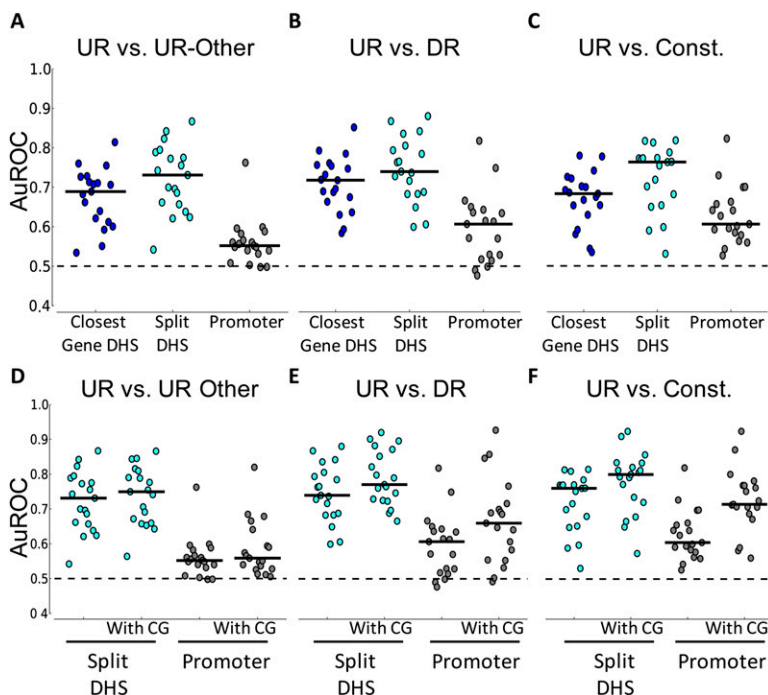 A
UR vs. UR-Other
B
UR vs. DR
C
UR vs. Const.
AuROC
1.0
0.9
0.8
0.7
0.6
0.5
0.4
Closest
Gene DHS
Split
DHS
Promoter
Closest
Gene DHS
Split
DHS
Promoter
Closest
Gene DHS
Split
DHS
Promoter
D
UR vs. UR Other
E
UR vs. DR
F
UR vs. Const.
AuROC
1.0
0.9
0.8
0.7
0.6
0.5
0.4
With CG
With CG
With CG
With CG
With CG
With CG
Split
DHS
Promoter
Split
DHS
Promoter
Split
DHS
Promoter